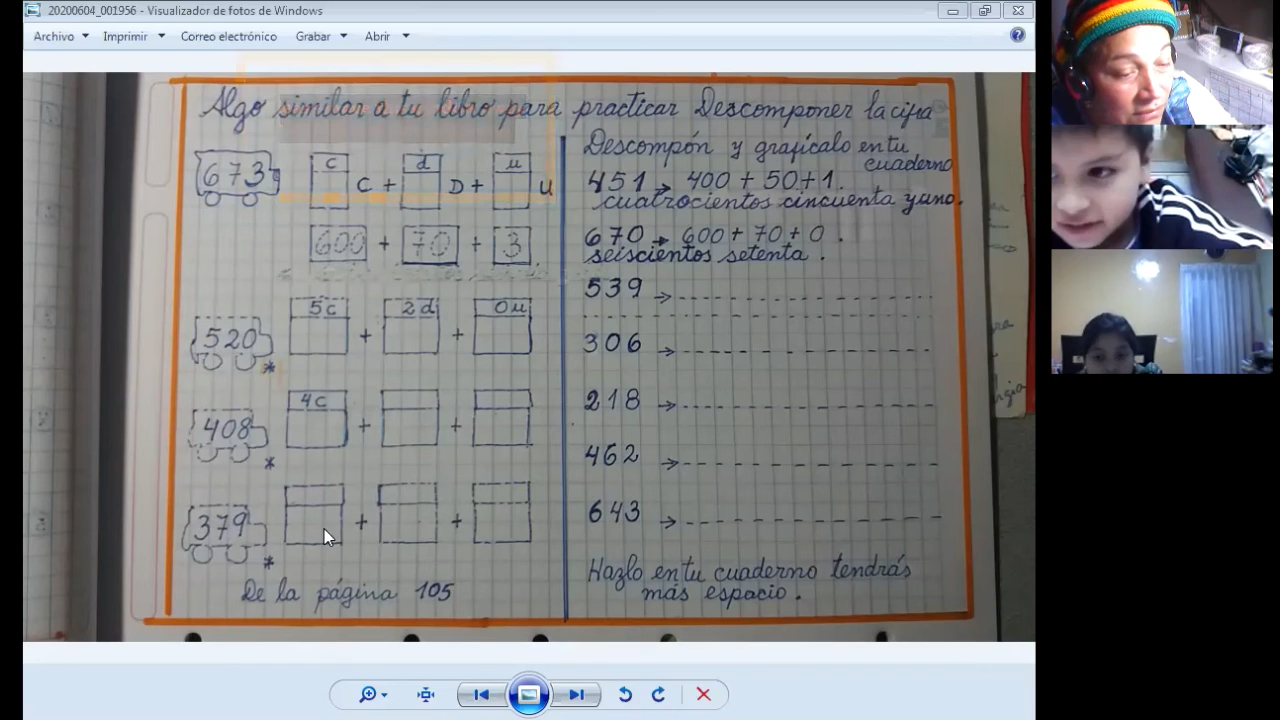 20200604_001956 - Visualizador de fotos de Windows
Archivo Imprimir Correo electrónico Grabar Abrir
Algo similar a tu libro para practicar Descomponer la cifra
673
c d u
C + D + U
600 + 70 + 3
520
5c 2d 0u
+ +
*
408
4c
+ +
*
379
+ +
*
De la página 105
Descompón y grafícalo en tu
cuaderno
451 → 400 + 50+1.
cuatrocientos cincuenta y uno.
670 → 600 + 70 + 0.
seiscientos setenta.
539 →
306 →
218 →
462 →
643 →
Hazlo en tu cuaderno tendrás
más espacio.